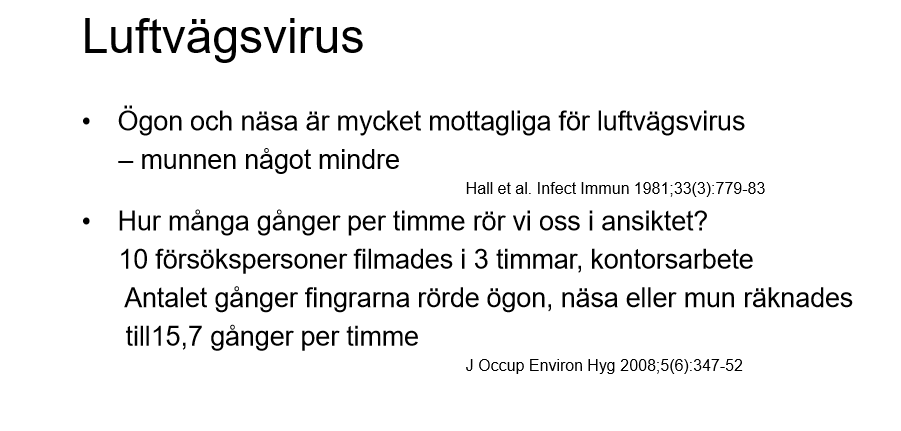 Luftvägsvirus
• Ögon och näsa är mycket mottagliga för luftvägsvirus
– munnen något mindre
Hall et al. Infect Immun 1981;33(3):779-83
• Hur många gånger per timme rör vi oss i ansiktet?
10 försökspersoner filmades i 3 timmar, kontorsarbete
Antalet gånger fingrarna rörde ögon, näsa eller mun räknades
till15,7 gånger per timme
J Occup Environ Hyg 2008;5(6):347-52